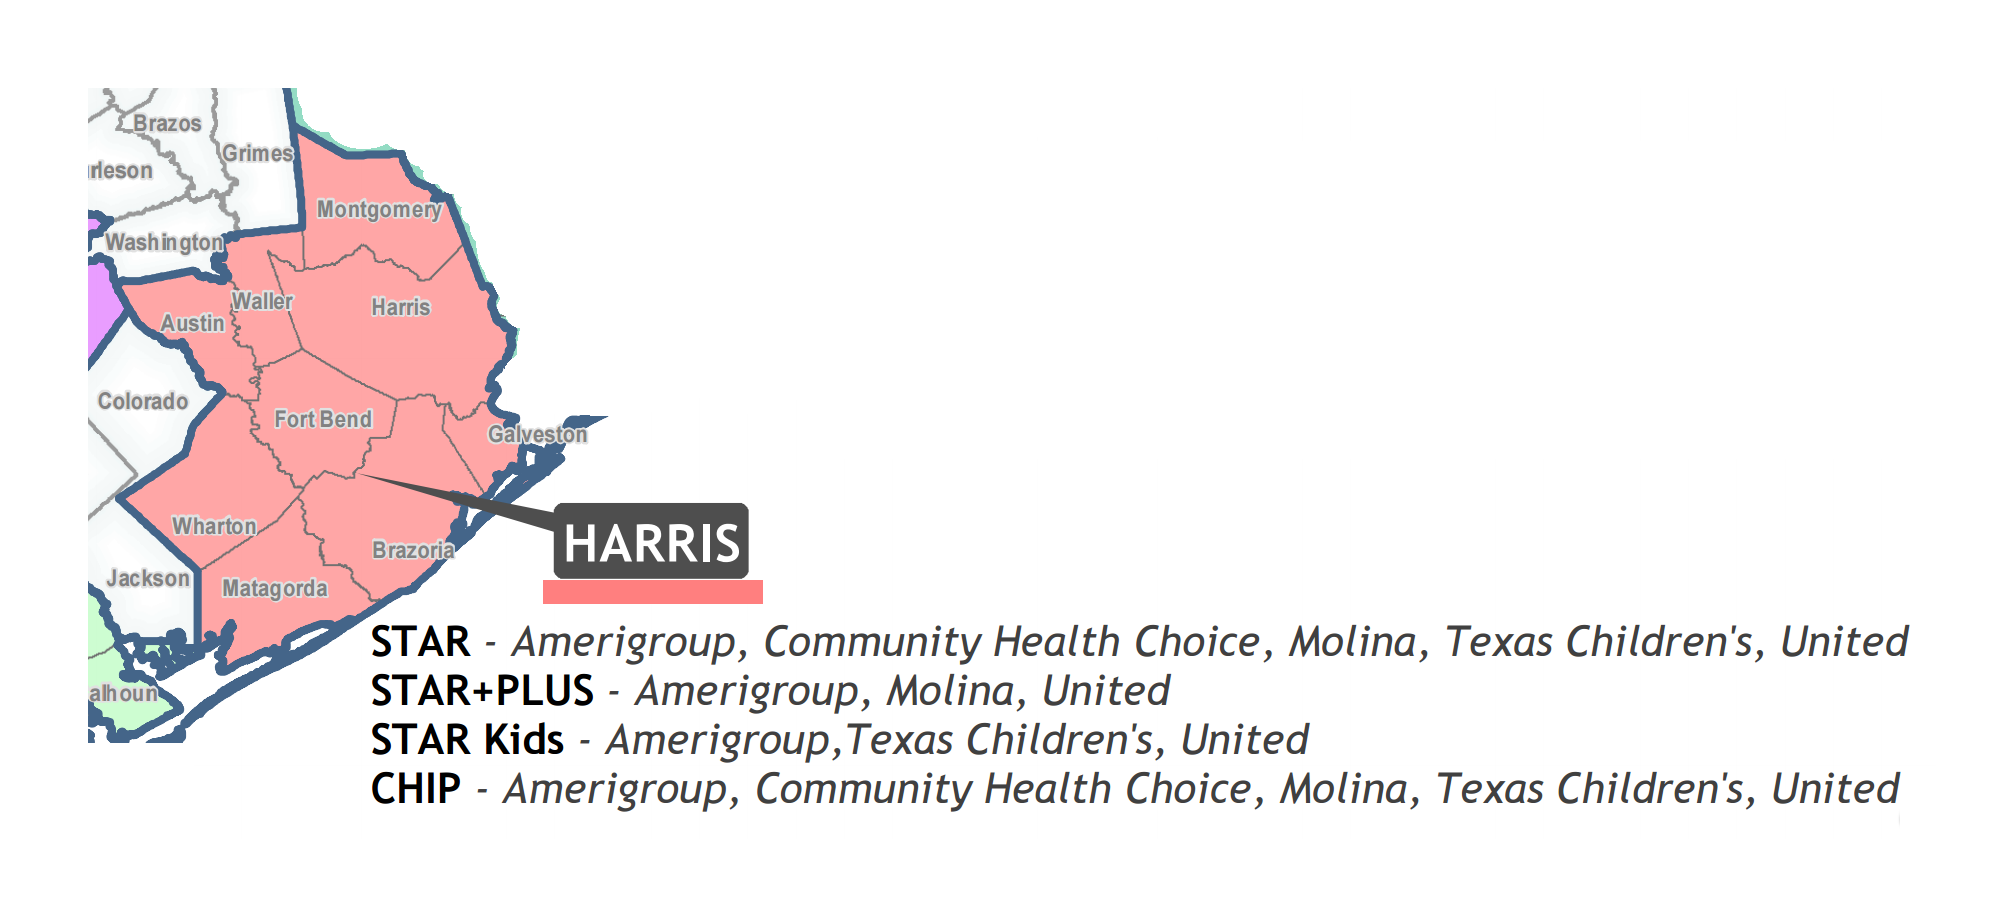 Brazos
Grimes
rleson
Montgomery
Washington
Waller
Harris
Austin
Colorado
Fort Bend
Galveston
Wharton
HARRIS
Brazoria
Jackson
Matagorda
alhoun
STAR - Amerigroup, Community Health Choice, Molina, Texas Children's, United
STAR+PLUS - Amerigroup, Molina, United
STAR Kids - Amerigroup,Texas Children's, United
CHIP - Amerigroup, Community Health Choice, Molina, Texas Children's, United